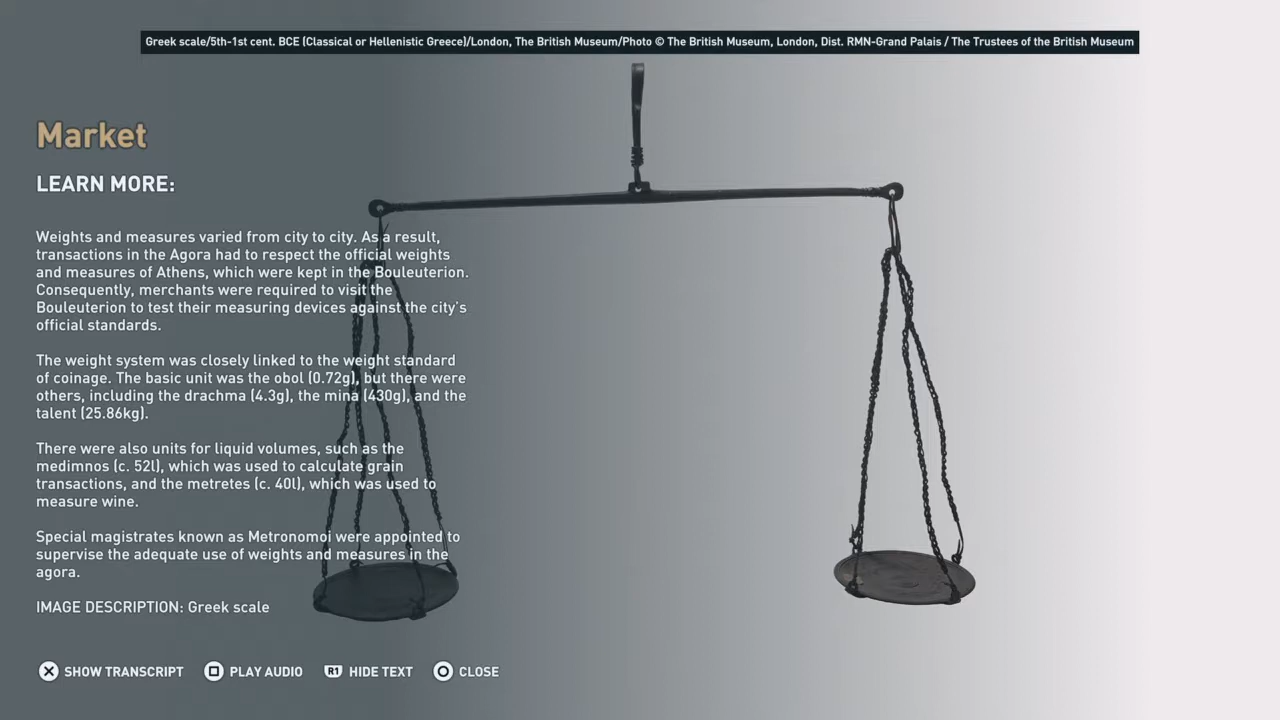 Greek scale/5th-1st cent. BCE (Classical or Hellenistic Greece)/London, The British Museum/Photo © The British Museum, London, Dist. RMN-Grand Palais / The Trustees of the British Museum
Market
LEARN MORE:
Weights and measures varied from city to city. As a result,
transactions in the Agora had to respect the official weights
and measures of Athens, which were kept in the Bouleuterion.
Consequently, merchants were required to visit the
Bouleuterion to test their measuring devices against the city's
official standards.
The weight system was closely linked to the weight standard
of coinage. The basic unit was the obol (0.72g), but there were
others, including the drachma (4.3g), the mina (430g), and the
talent (25.86kg).
There were also units for liquid volumes, such as the
medimnos (c. 52l), which was used to calculate grain
transactions, and the metretes (c. 40l), which was used to
measure wine.
Special magistrates known as Metronomoi were appointed to
supervise the adequate use of weights and measures in the
agora.
IMAGE DESCRIPTION: Greek scale
SHOW TRANSCRIPT PLAY AUDIO R1 HIDE TEXT CLOSE